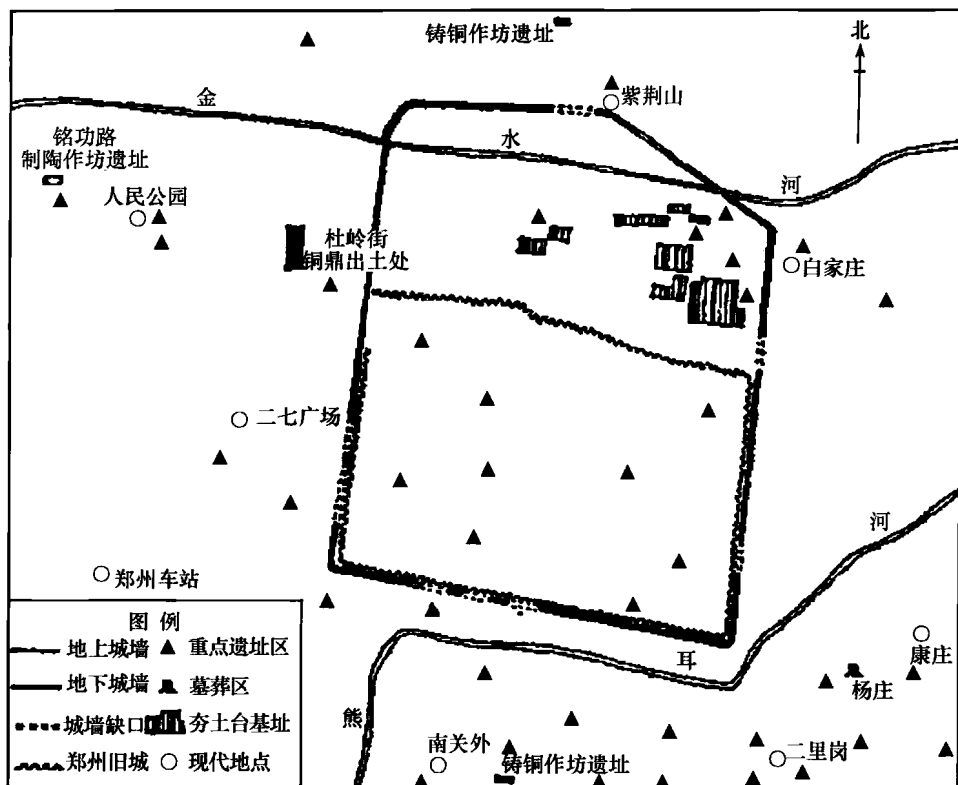 铸铜作坊遗址
北
紫荆山
金
水
河
铭功路
制陶作坊遗址
人民公园
杜岭街
铜鼎出土处
白家庄
二七广场
河
郑州车站
图例
地上城墙
重点遗址区
地下城墙
墓葬区
城墙缺口
夯土台基址
郑州旧城
现代地点
耳
熊
康庄
杨庄
南关外
铸铜作坊遗址
二里岗